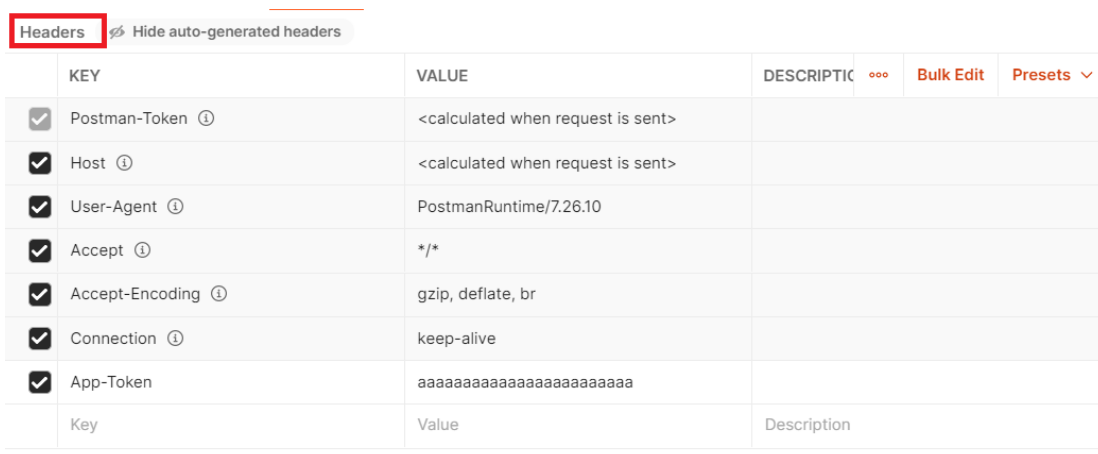 Headers Hide auto-generated headers
KEY VALUE DESCRIPTIC ooo Bulk Edit Presets
Postman-Token <calculated when request is sent>
Host <calculated when request is sent>
User-Agent PostmanRuntime/7.26.10
Accept */*
Accept-Encoding gzip, deflate, br
Connection keep-alive
App-Token aaaaaaaaaaaaaaaaaaaaaaaa
Key Value Description